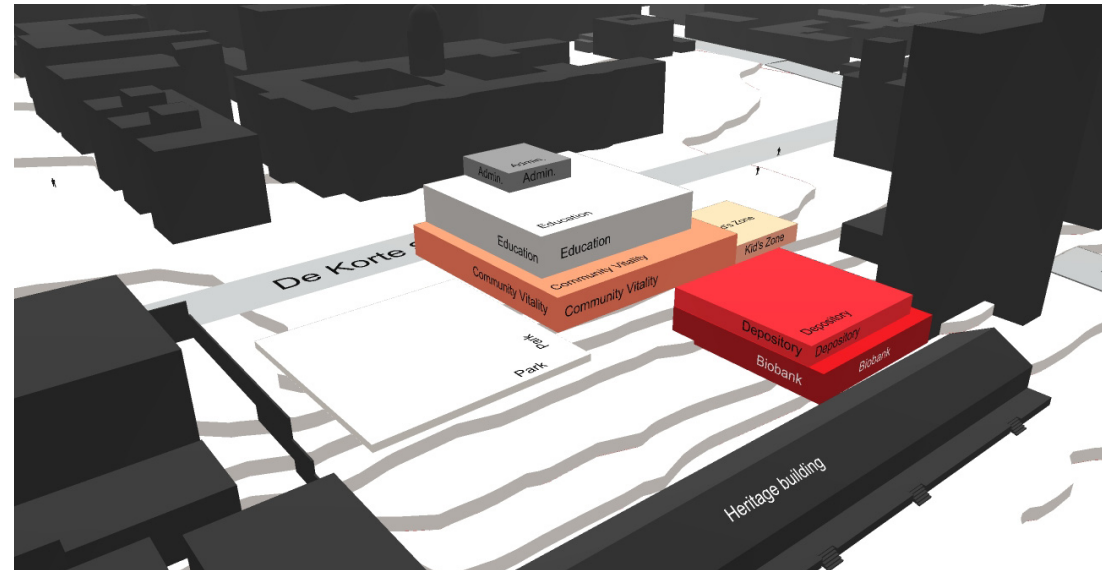 Admin.
Admin.
Admin.
Education
Education
Education
Kid's Zone
Community Vitality
Community Vitality
Community Vitality
De Korte
Depository
Depository
Depository
Biobank
Biobank
Park
Park
Heritage building